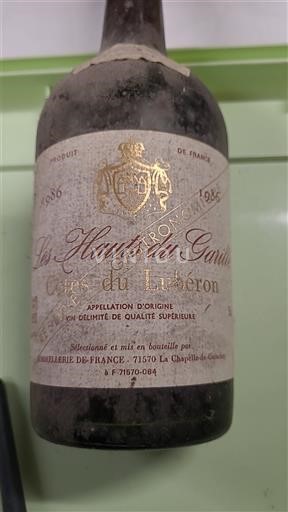 PRODUIT DE FRANCE
1986 1986
Les Hauts du
Côtes du Lubéron
APPELLATION D'ORIGINE
VIN DÉLIMITÉ DE QUALITÉ SUPÉRIEURE
Sélectionné et mis en bouteille par
SOMMELLERIE DE FRANCE - 71570 La Chapelle-de-Guinchay
à F 71570-084